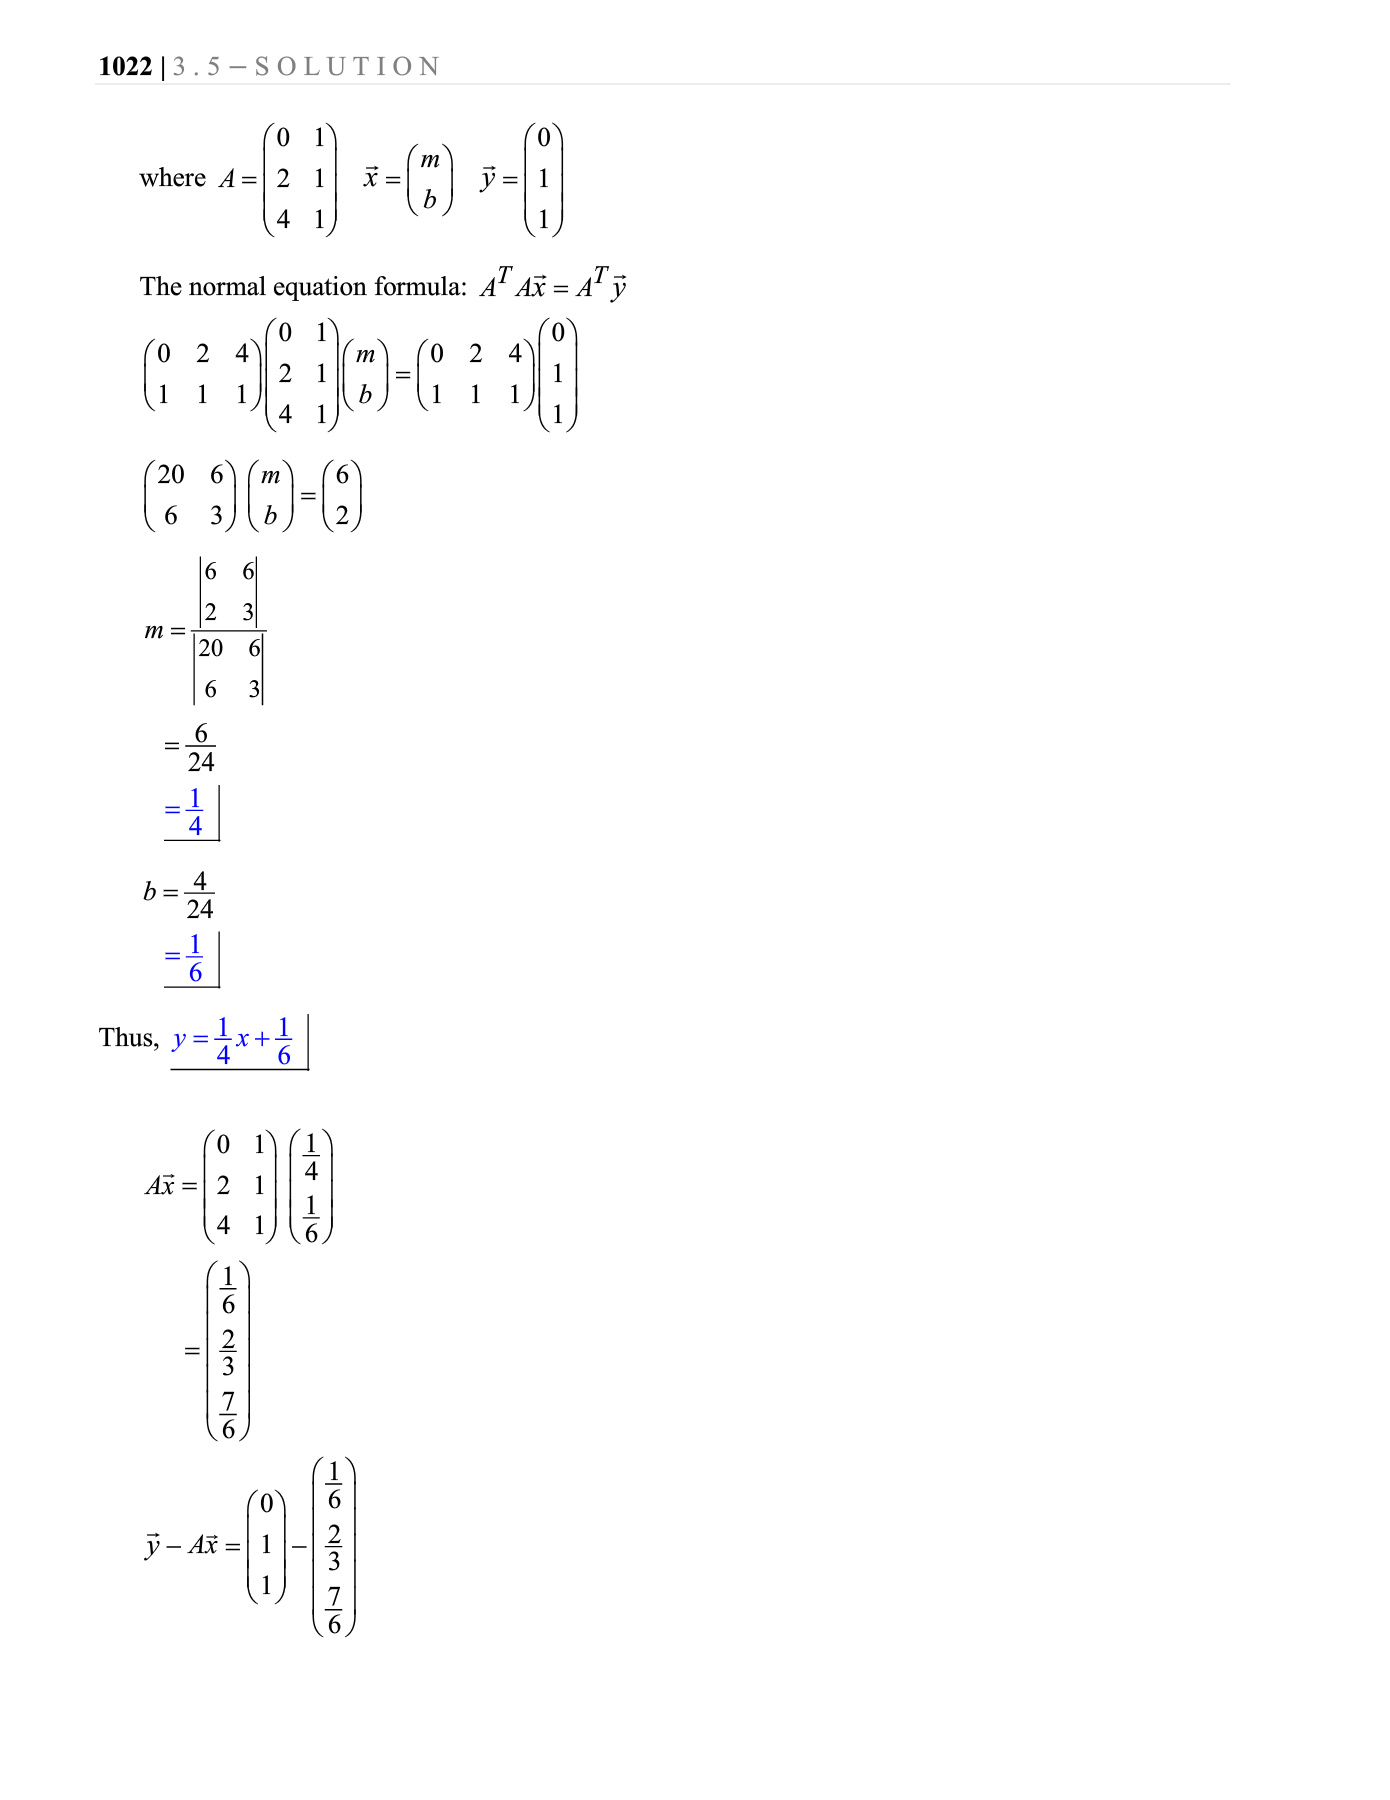 1022 | 3.5 – SOLUTION
where A = \begin{pmatrix} 0 & 1 \\ 2 & 1 \\ 4 & 1 \end{pmatrix} \vec{x} = \begin{pmatrix} m \\ b \end{pmatrix} \vec{y} = \begin{pmatrix} 0 \\ 1 \\ 1 \end{pmatrix}
The normal equation formula: A^T A\vec{x} = A^T \vec{y}
\begin{pmatrix} 0 & 2 & 4 \\ 1 & 1 & 1 \end{pmatrix} \begin{pmatrix} 0 & 1 \\ 2 & 1 \\ 4 & 1 \end{pmatrix} \begin{pmatrix} m \\ b \end{pmatrix} = \begin{pmatrix} 0 & 2 & 4 \\ 1 & 1 & 1 \end{pmatrix} \begin{pmatrix} 0 \\ 1 \\ 1 \end{pmatrix}
\begin{pmatrix} 20 & 6 \\ 6 & 3 \end{pmatrix} \begin{pmatrix} m \\ b \end{pmatrix} = \begin{pmatrix} 6 \\ 2 \end{pmatrix}
m = \frac{\begin{vmatrix} 6 & 6 \\ 2 & 3 \end{vmatrix}}{\begin{vmatrix} 20 & 6 \\ 6 & 3 \end{vmatrix}}
= \frac{6}{24}
= \frac{1}{4}
b = \frac{4}{24}
= \frac{1}{6}
Thus, y = \frac{1}{4}x + \frac{1}{6}
A\vec{x} = \begin{pmatrix} 0 & 1 \\ 2 & 1 \\ 4 & 1 \end{pmatrix} \begin{pmatrix} \frac{1}{4} \\ \frac{1}{6} \end{pmatrix}
= \begin{pmatrix} \frac{1}{6} \\ \frac{2}{3} \\ \frac{7}{6} \end{pmatrix}
\vec{y} - A\vec{x} = \begin{pmatrix} 0 \\ 1 \\ 1 \end{pmatrix} - \begin{pmatrix} \frac{1}{6} \\ \frac{2}{3} \\ \frac{7}{6} \end{pmatrix}